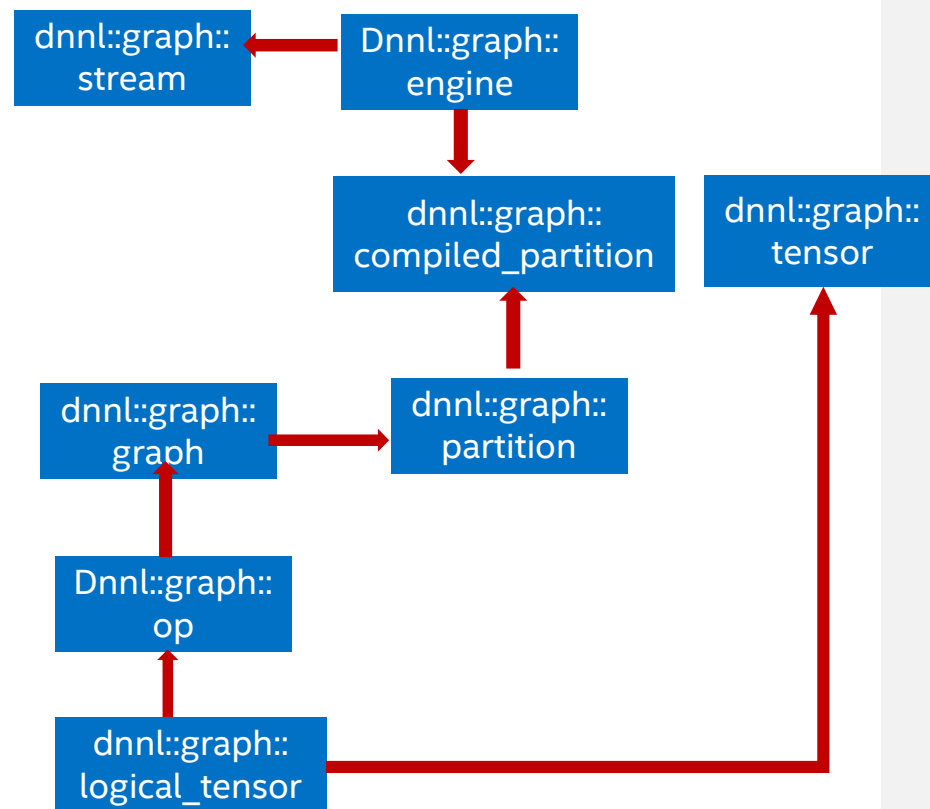 dnnl::graph::
stream
Dnnl::graph::
engine
dnnl::graph::
compiled_partition
dnnl::graph::
tensor
dnnl::graph::
graph
dnnl::graph::
partition
Dnnl::graph::
op
dnnl::graph::
logical_tensor